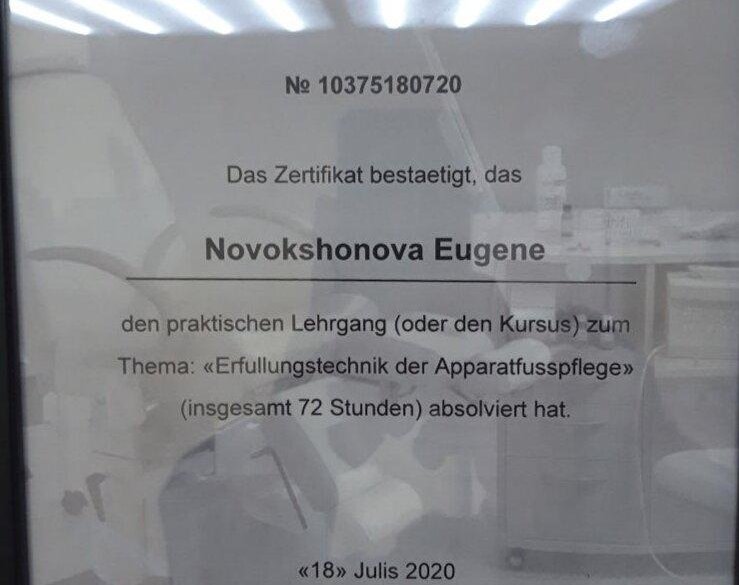 № 10375180720
Das Zertifikat bestaetigt, das
Novokshonova Eugene
den praktischen Lehrgang (oder den Kursus) zum
Thema: «Erfullungstechnik der Apparatfusspflege»
(insgesamt 72 Stunden) absolviert hat.
«18» Julis 2020